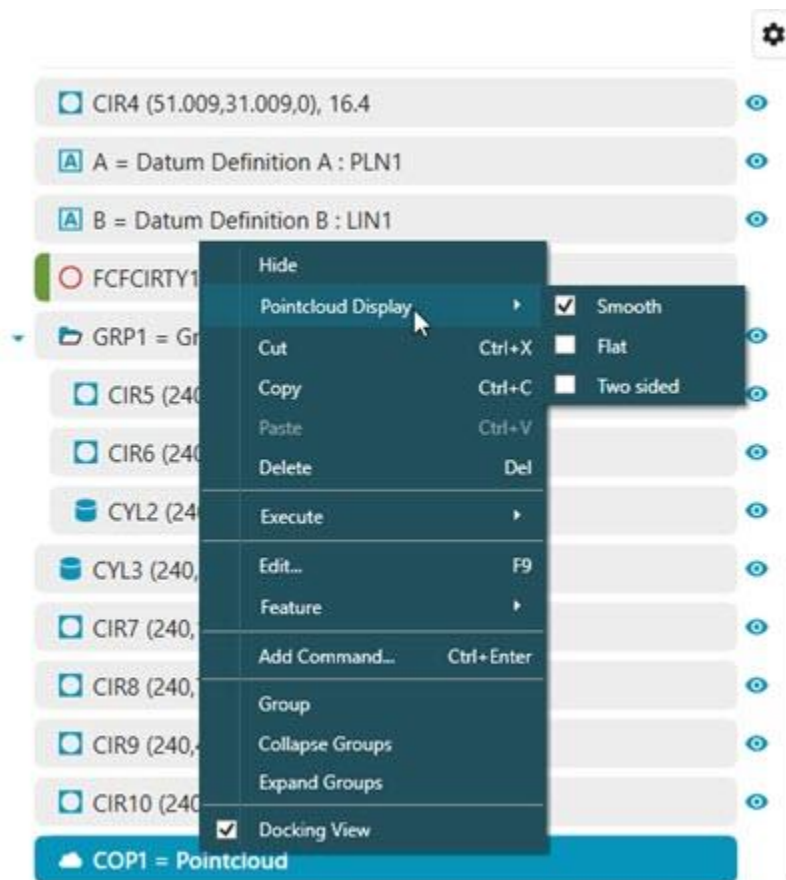 CIR4 (51.009,31.009,0), 16.4
A = Datum Definition A : PLN1
B = Datum Definition B : LIN1
FCFCIRTY1
GRP1 = Gr
CIR5 (240
CIR6 (240
CYL2 (24
CYL3 (240,
CIR7 (240,
CIR8 (240,
CIR9 (240,
CIR10 (240
COP1 = Pointcloud
Hide
Pointcloud Display
Cut Ctrl+X
Copy Ctrl+C
Paste Ctrl+V
Delete Del
Execute
Edit... F9
Feature
Add Command... Ctrl+Enter
Group
Collapse Groups
Expand Groups
Docking View
Smooth
Flat
Two sided